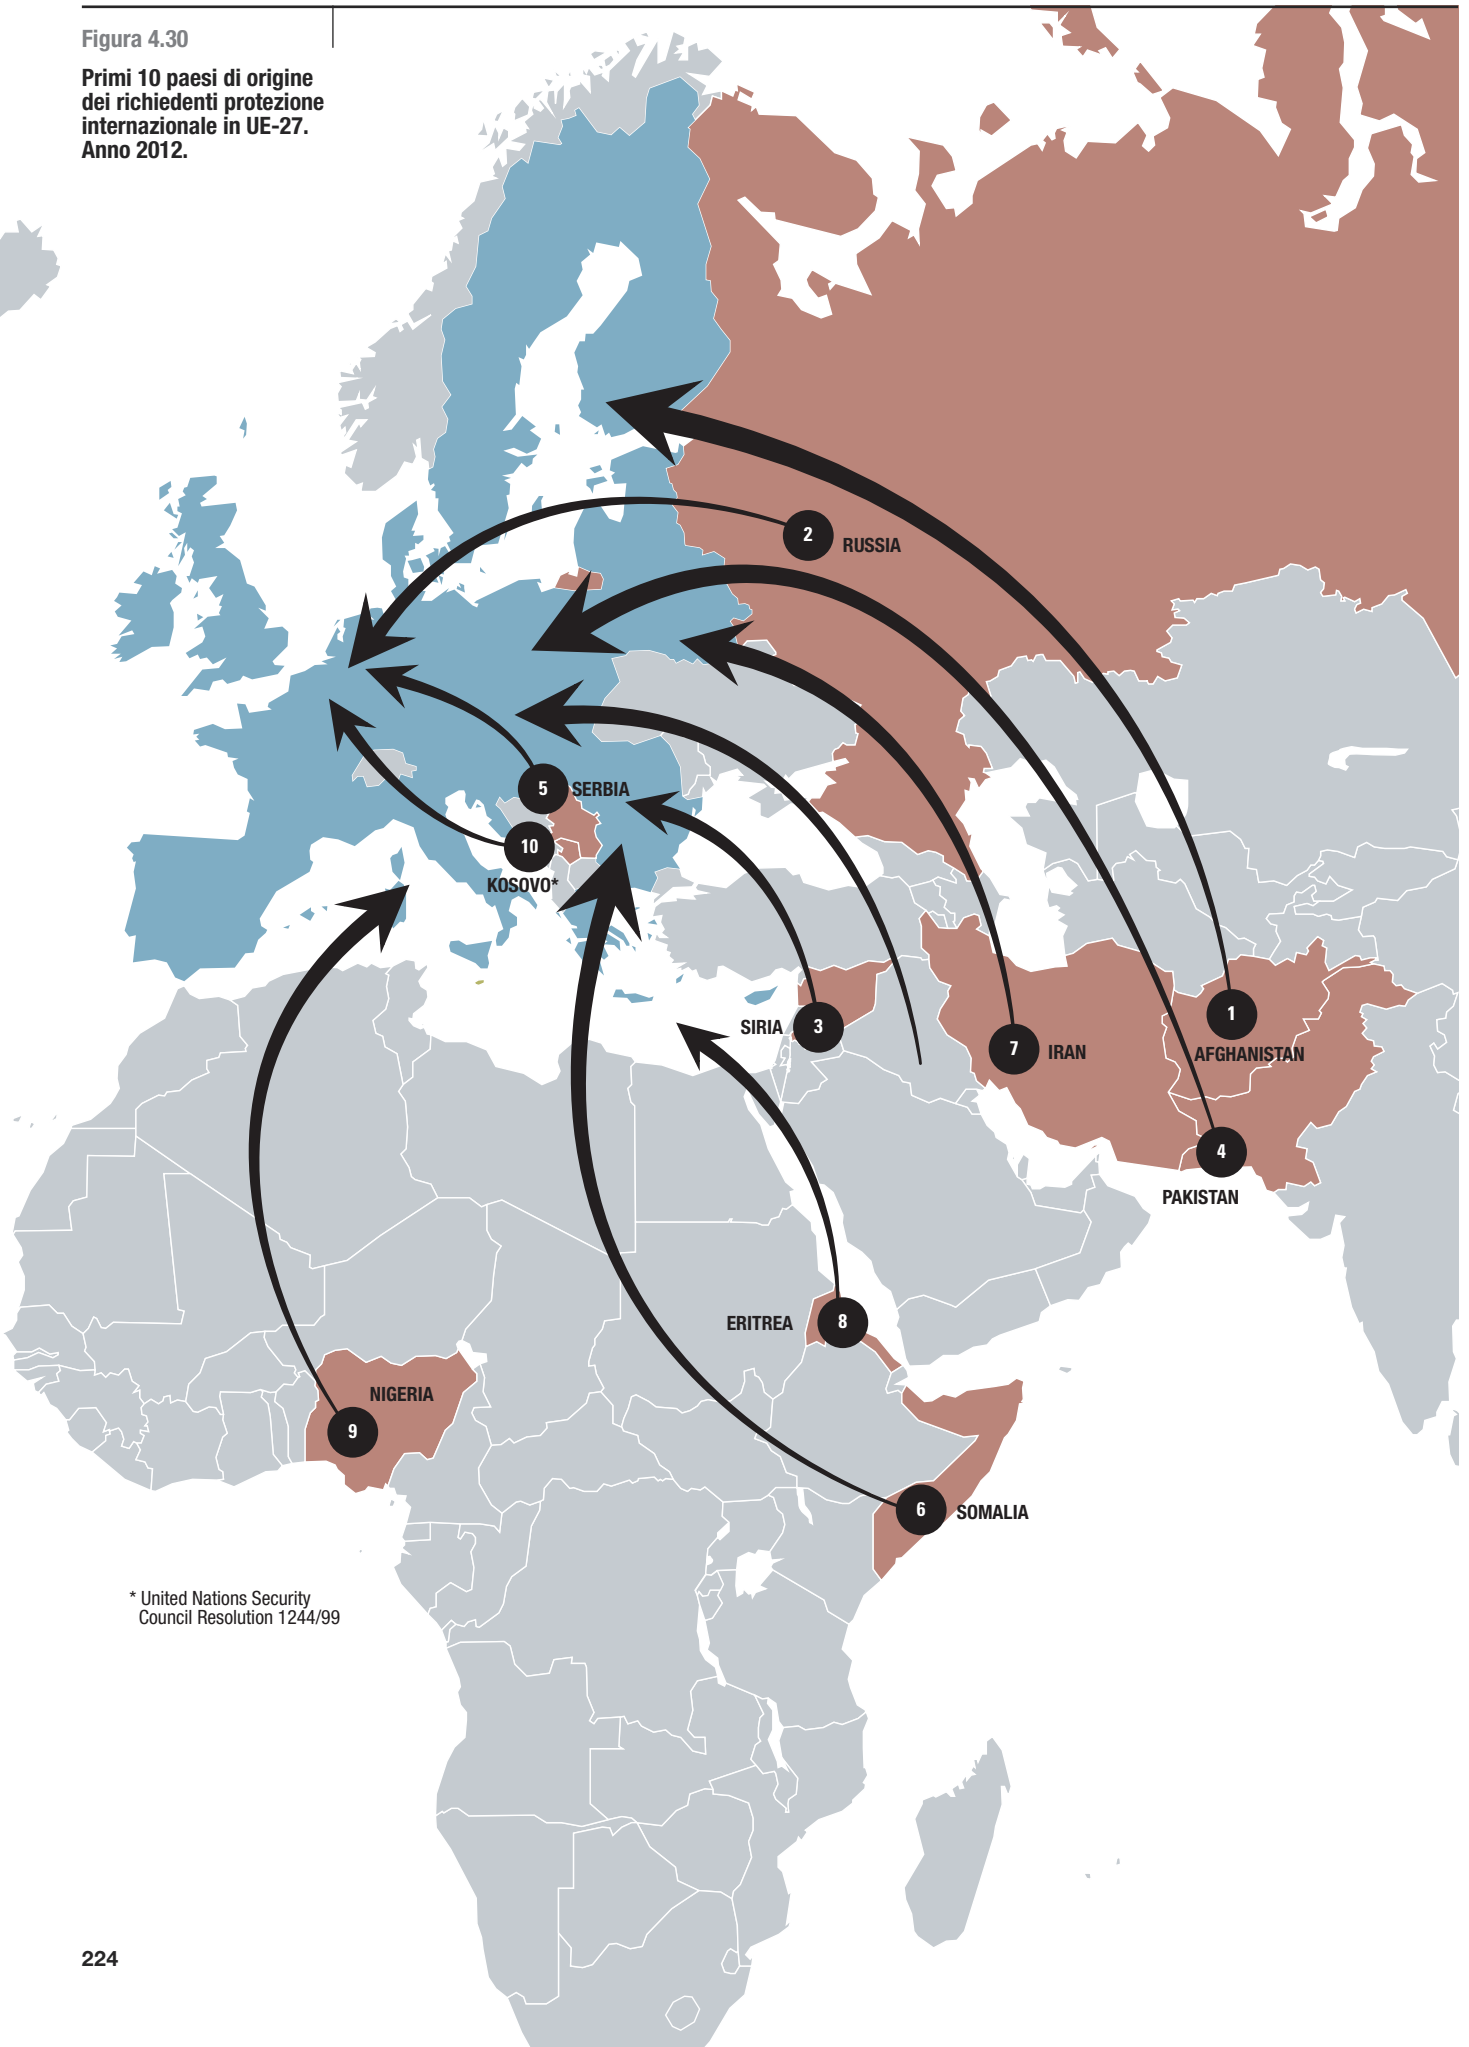 Figura 4.30
Primi 10 paesi di origine
dei richiedenti protezione
internazionale in UE-27.
Anno 2012.
2
RUSSIA
5
SERBIA
10
KOSOVO*
SIRIA
3
7
IRAN
1
AFGHANISTAN
4
PAKISTAN
ERITREA
8
NIGERIA
9
6
SOMALIA
* United Nations Security
Council Resolution 1244/99
224